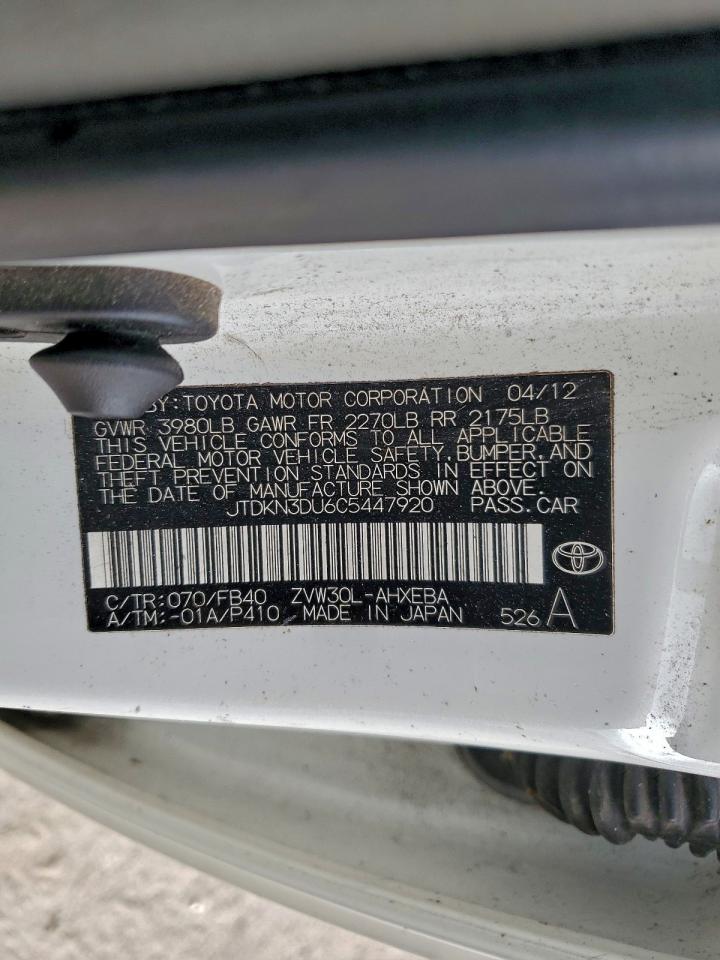 BY: TOYOTA MOTOR CORPORATION 04/12
GVWR 3980LB GAWR FR 2270LB RR 2175LB
THIS VEHICLE CONFORMS TO ALL APPLICABLE
FEDERAL MOTOR VEHICLE SAFETY, BUMPER, AND
THEFT PREVENTION STANDARDS IN EFFECT ON
THE DATE OF MANUFACTURE SHOWN ABOVE.
JTDKN3DU6C5447920 PASS.CAR
C/TR:070/FB40 ZVW30L-AHXEBA
A/TM:-01A/P410 MADE IN JAPAN 526 A